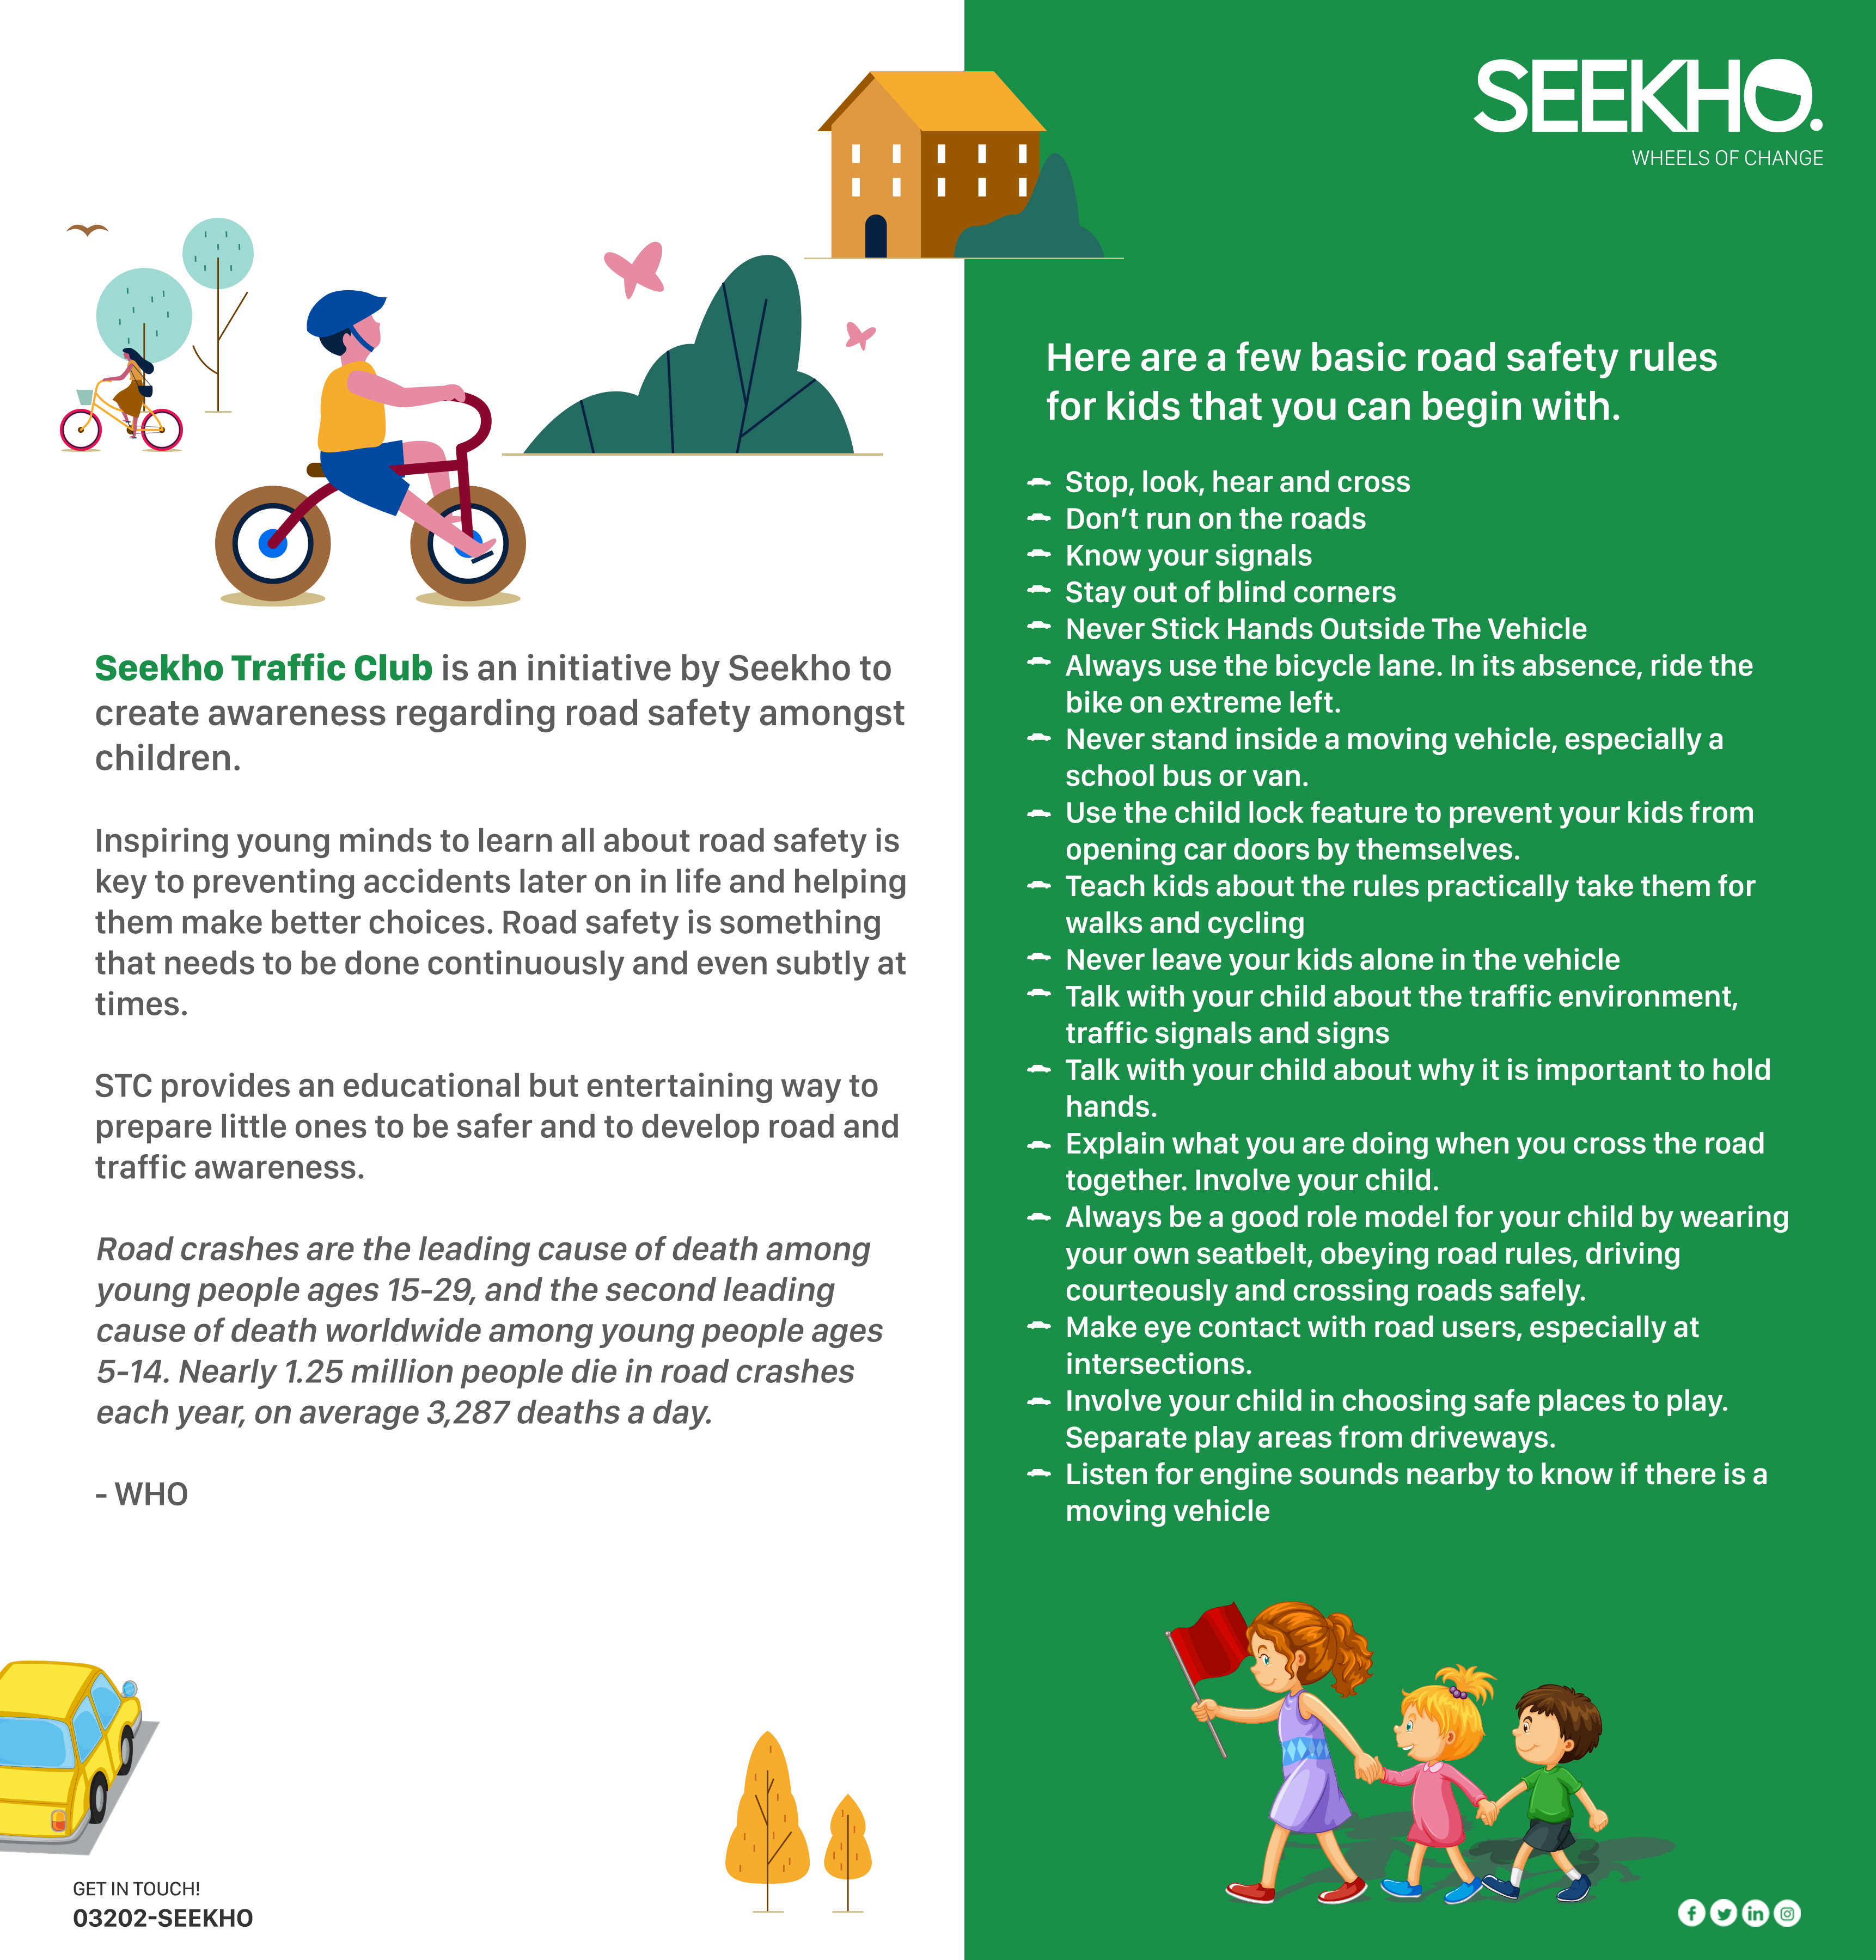 Seekho Traffic Club is an initiative by Seekho to
create awareness regarding road safety amongst
children.
Inspiring young minds to learn all about road safety is
key to preventing accidents later on in life and helping
them make better choices. Road safety is something
that needs to be done continuously and even subtly at
times.
STC provides an educational but entertaining way to
prepare little ones to be safer and to develop road and
traffic awareness.
Road crashes are the leading cause of death among
young people ages 15-29, and the second leading
cause of death worldwide among young people ages
5-14. Nearly 1.25 million people die in road crashes
each year, on average 3,287 deaths a day.
- WHO
GET IN TOUCH!
03202-SEEKHO
SEEKHO.
WHEELS OF CHANGE
Here are a few basic road safety rules
for kids that you can begin with.
Stop, look, hear and cross
Don't run on the roads
Know your signals
Stay out of blind corners
Never Stick Hands Outside The Vehicle
Always use the bicycle lane. In its absence, ride the
bike on extreme left.
Never stand inside a moving vehicle, especially a
school bus or van.
Use the child lock feature to prevent your kids from
opening car doors by themselves.
Teach kids about the rules practically take them for
walks and cycling
Never leave your kids alone in the vehicle
Talk with your child about the traffic environment,
traffic signals and signs
Talk with your child about why it is important to hold
hands.
Explain what you are doing when you cross the road
together. Involve your child.
Always be a good role model for your child by wearing
your own seatbelt, obeying road rules, driving
courteously and crossing roads safely.
Make eye contact with road users, especially at
intersections.
Involve your child in choosing safe places to play.
Separate play areas from driveways.
Listen for engine sounds nearby to know if there is a
moving vehicle